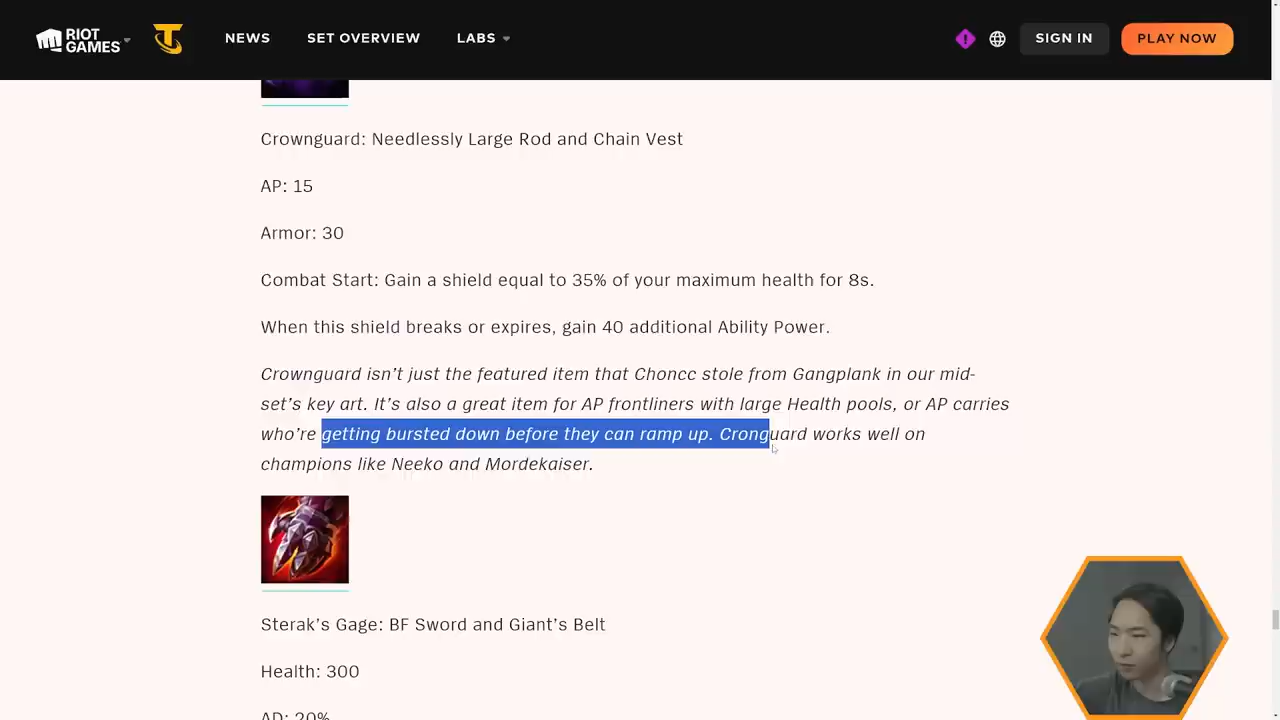 RIOT
GAMES
NEWS
SET OVERVIEW
LABS
SIGN IN
PLAY NOW
Crownguard: Needlessly Large Rod and Chain Vest
AP: 15
Armor: 30
Combat Start: Gain a shield equal to 35% of your maximum health for 8s.
When this shield breaks or expires, gain 40 additional Ability Power.
Crownguard isn't just the featured item that Choncc stole from Gangplank in our mid-
set's key art. It's also a great item for AP frontliners with large Health pools, or AP carries
who're getting bursted down before they can ramp up. Cronguard works well on
champions like Neeko and Mordekaiser.
Sterak's Gage: BF Sword and Giant's Belt
Health: 300
AD: 20%